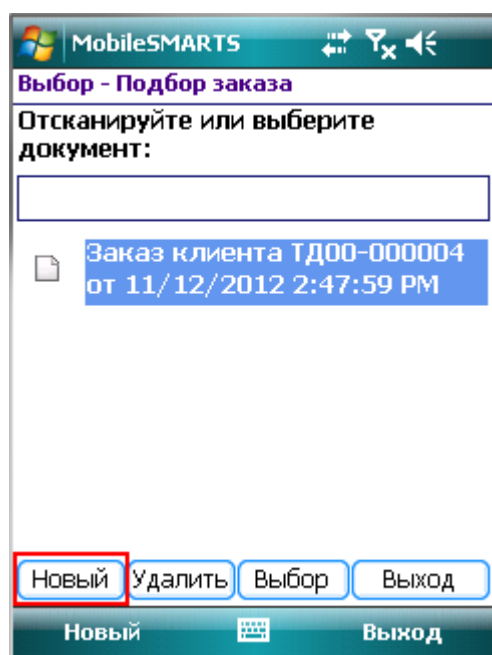 MobileSMARTS
Выбор - Подбор заказа
Отсканируйте или выберите
документ:
Заказ клиента ТД00-000004
от 11/12/2012 2:47:59 PM
Новый Удалить Выбор Выход
Новый Выход